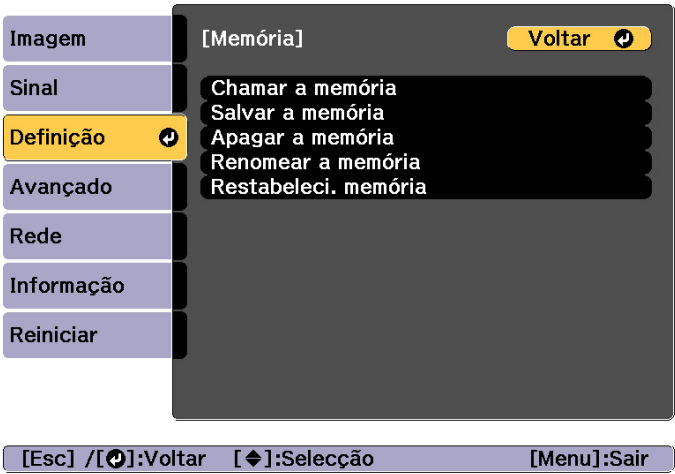 Imagem
Sinal
Definição
Avançado
Rede
Informação
Reiniciar
[Memória]
Voltar
Chamar a memória
Salvar a memória
Apagar a memória
Renomear a memória
Restabeleci. memória
[Esc] /[ ]:Voltar [ ]:Selecção [Menu]:Sair